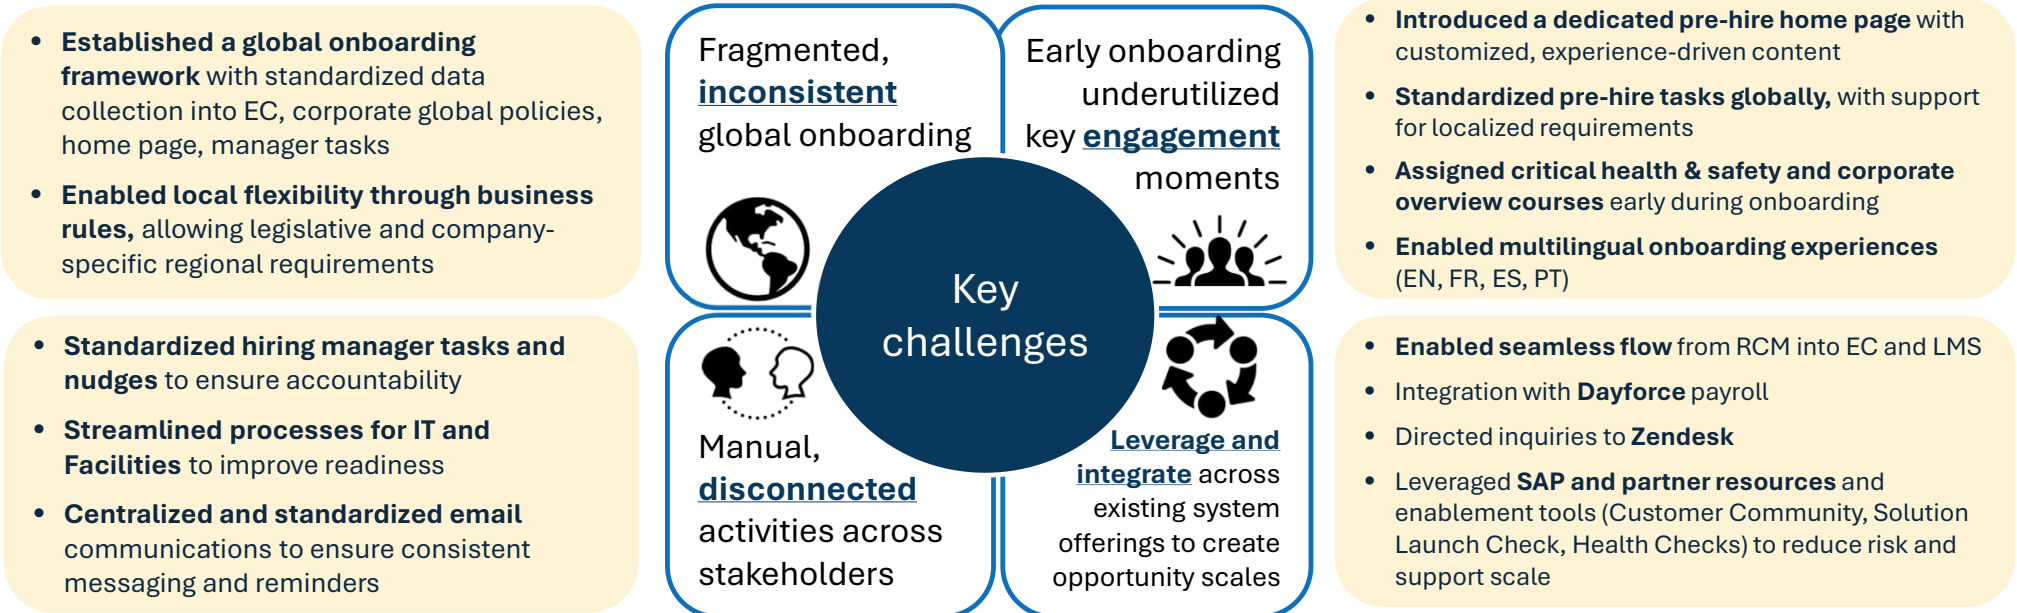 • Established a global onboarding
framework with standardized data
collection into EC, corporate global policies,
home page, manager tasks
• Enabled local flexibility through business
rules, allowing legislative and company-
specific regional requirements
Fragmented,
inconsistent
global onboarding
Early onboarding
underutilized
key engagement
moments
• Introduced a dedicated pre-hire home page with
customized, experience-driven content
• Standardized pre-hire tasks globally, with support
for localized requirements
• Assigned critical health & safety and corporate
overview courses early during onboarding
• Enabled multilingual onboarding experiences
(EN, FR, ES, PT)
Key
challenges
• Standardized hiring manager tasks and
nudges to ensure accountability
• Streamlined processes for IT and
Facilities to improve readiness
• Centralized and standardized email
communications to ensure consistent
messaging and reminders
Manual,
disconnected
activities across
stakeholders
Leverage and
integrate across
existing system
offerings to create
opportunity scales
• Enabled seamless flow from RCM into EC and LMS
• Integration with Dayforce payroll
• Directed inquiries to Zendesk
• Leveraged SAP and partner resources and
enablement tools (Customer Community, Solution
Launch Check, Health Checks) to reduce risk and
support scale